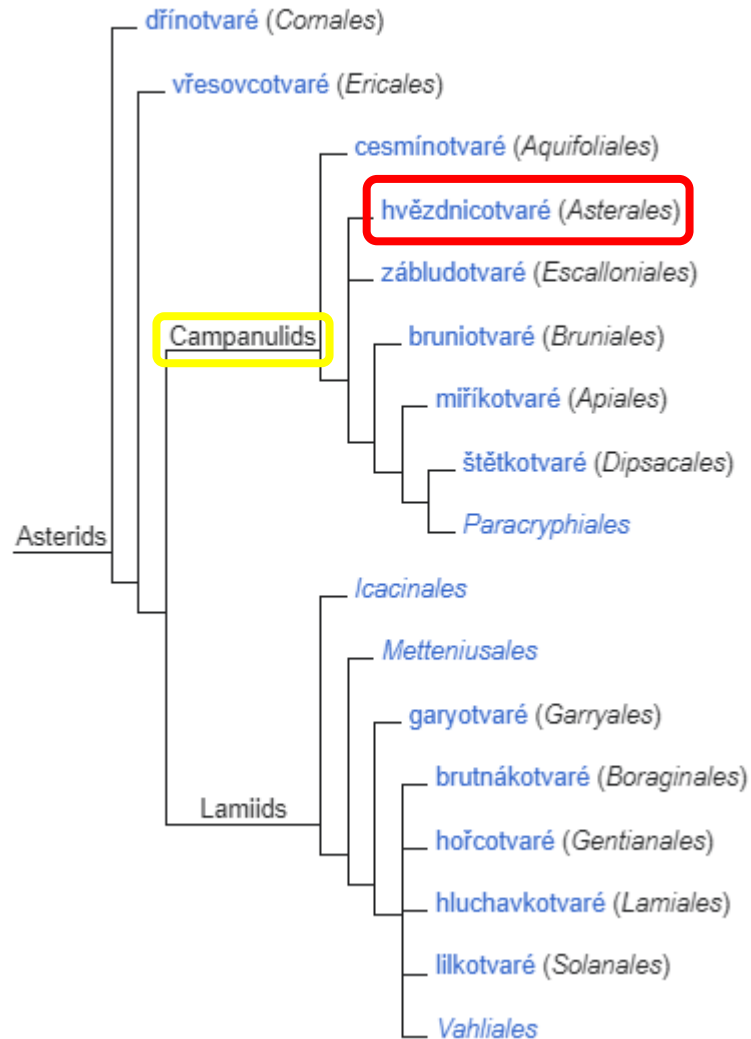 dřínotvaré (Cornales)
vřesovcotvaré (Ericales)
cesmínotvaré (Aquifoliales)
hvězdnicotvaré (Asterales)
zábludotvaré (Escalloniales)
Campanulids
bruniotvaré (Bruniales)
miříkotvaré (Apiales)
štětkotvaré (Dipsacales)
Paracryphiales
Asterids
Icacinales
Metteniusales
garyotvaré (Garryales)
brutnákotvaré (Boraginales)
Lamiids
hořcotvaré (Gentianales)
hluchavkotvaré (Lamiales)
lilkotvaré (Solanales)
Vahliales